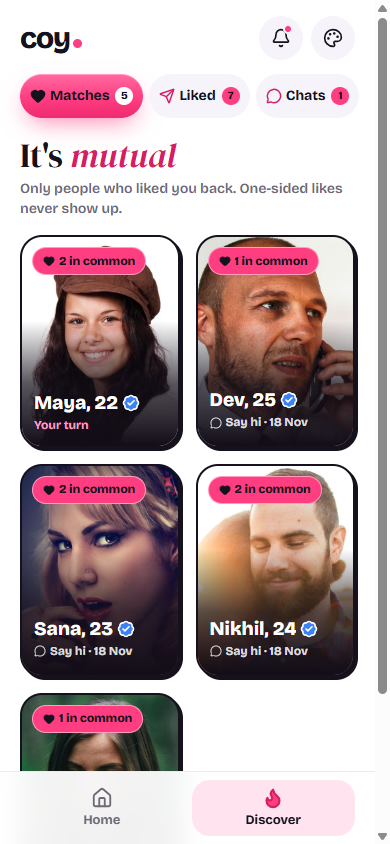 coy.
Matches 5
Liked 7
Chats 1
It's mutual
Only people who liked you back. One-sided likes
never show up.
2 in common
Maya, 22
Your turn
1 in common
Dev, 25
Say hi · 18 Nov
2 in common
Sana, 23
Say hi · 18 Nov
2 in common
Nikhil, 24
Say hi · 18 Nov
1 in common
Home
Discover